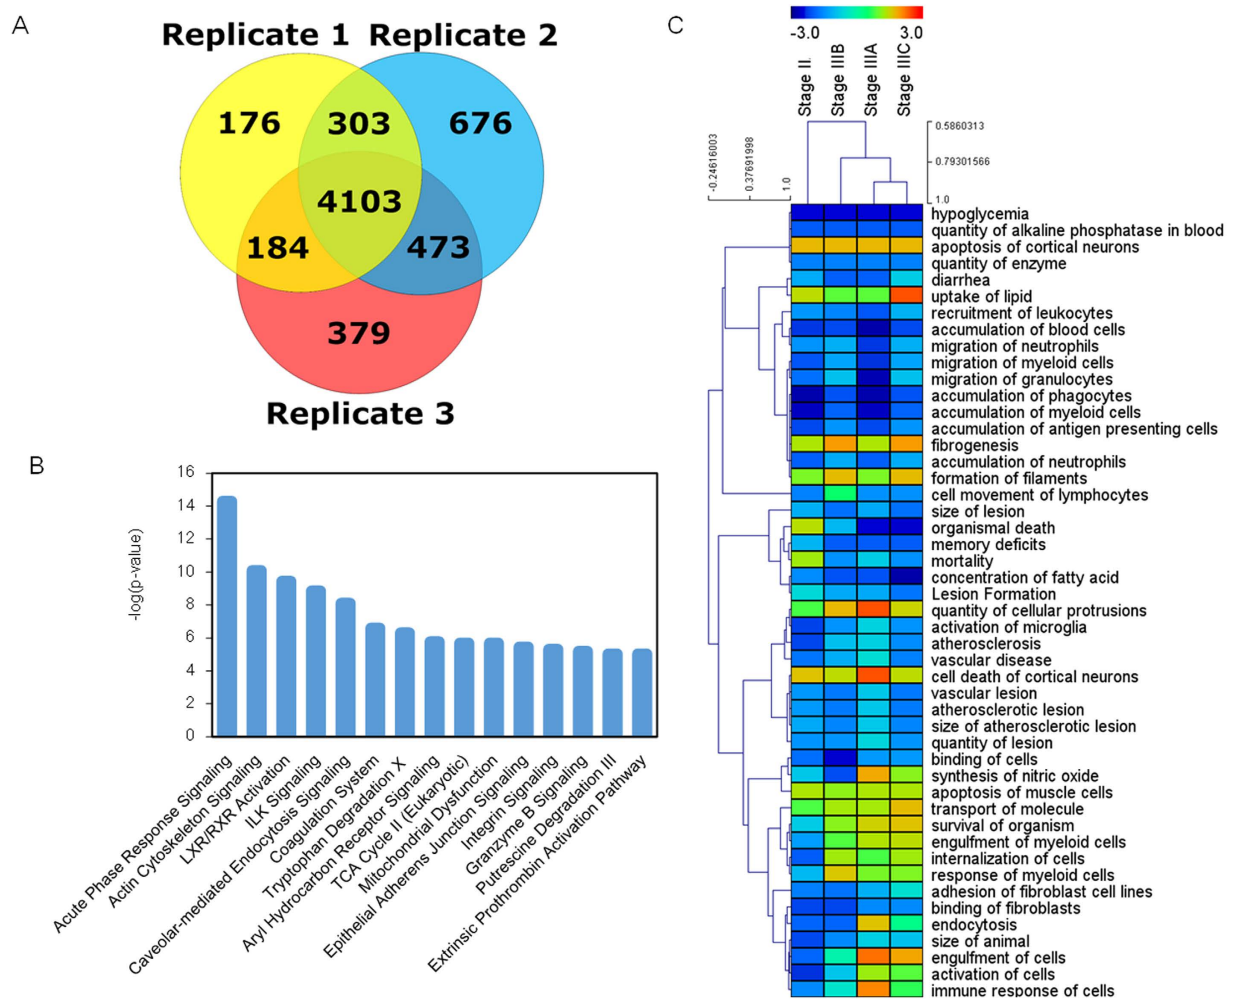 A
Replicate 1 Replicate 2
176
303
676
4103
184
473
379
Replicate 3
B
-log(p-value)
16
14
12
10
8
6
4
2
0
Acute Phase Response Signaling
Actin Cytoskeleton Signaling
LXR/RXR Activation
ILK Signaling
Caveolar-mediated Endocytosis Signaling
Coagulation System
Tryptophan Degradation X
Aryl Hydrocarbon Receptor Signaling
TCA Cycle II (Eukaryotic)
Mitochondrial Dysfunction
Epithelial Adherens Junction Signaling
Integrin Signaling
Granzyme B Signaling
Putrescine Degradation III
Extrinsic Prothrombin Activation Pathway
C
-3.0 3.0
Stage II
Stage IIIB
Stage IIIA
Stage IIIC
0.5860313
0.79301566
1.0
-0.24616003
0.37691998
1.0
hypoglycemia
quantity of alkaline phosphatase in blood
apoptosis of cortical neurons
quantity of enzyme
diarrhea
uptake of lipid
recruitment of leukocytes
accumulation of blood cells
migration of neutrophils
migration of myeloid cells
migration of granulocytes
accumulation of phagocytes
accumulation of myeloid cells
accumulation of antigen presenting cells
fibrogenesis
accumulation of neutrophils
formation of filaments
cell movement of lymphocytes
size of lesion
organismal death
memory deficits
mortality
concentration of fatty acid
Lesion Formation
quantity of cellular protrusions
activation of microglia
atherosclerosis
vascular disease
cell death of cortical neurons
vascular lesion
atherosclerotic lesion
size of atherosclerotic lesion
quantity of lesion
binding of cells
synthesis of nitric oxide
apoptosis of muscle cells
transport of molecule
survival of organism
engulfment of myeloid cells
internalization of cells
response of myeloid cells
adhesion of fibroblast cell lines
binding of fibroblasts
endocytosis
size of animal
engulfment of cells
activation of cells
immune response of cells